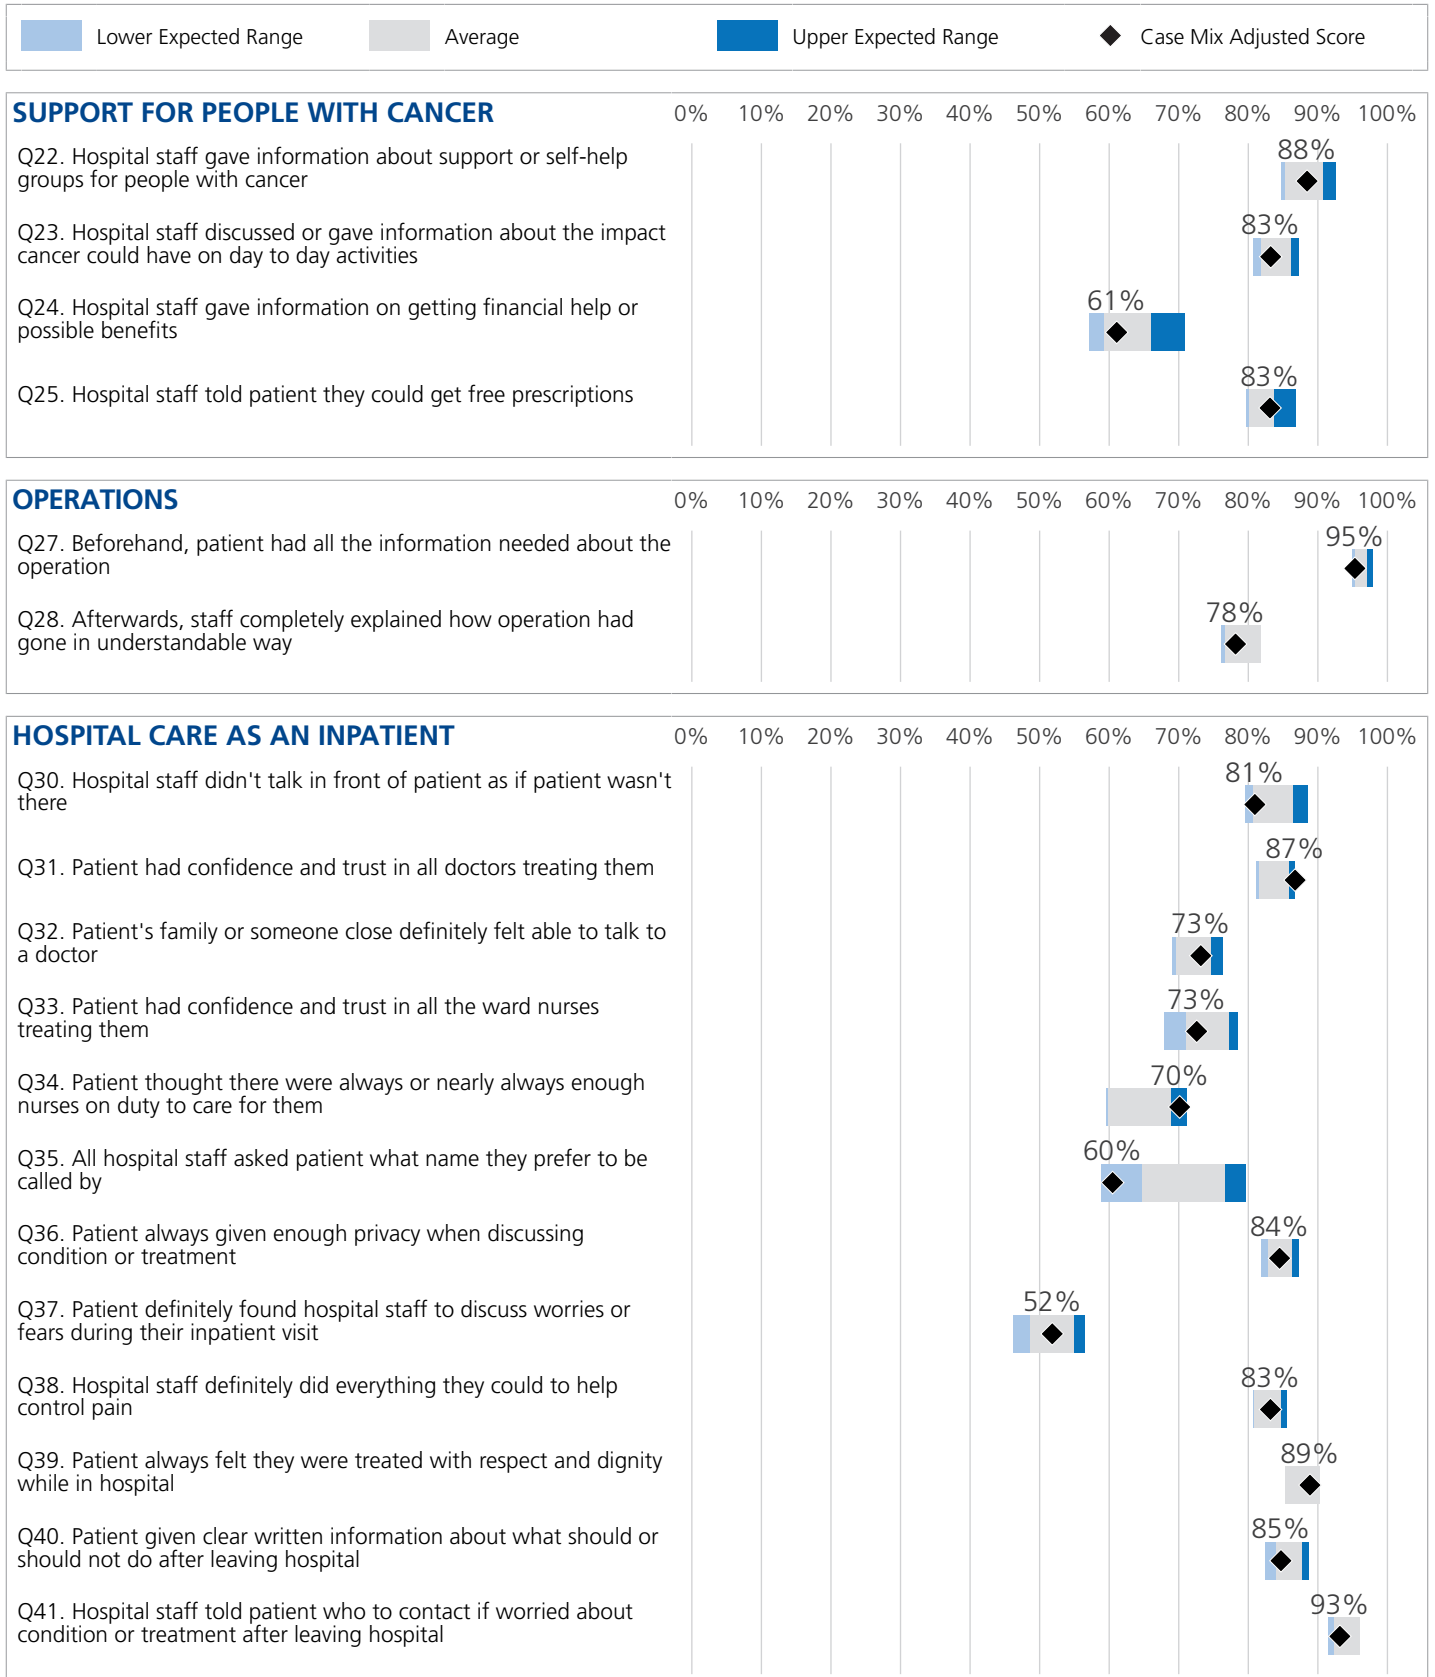 Lower Expected Range Average Upper Expected Range Case Mix Adjusted Score
SUPPORT FOR PEOPLE WITH CANCER 0% 10% 20% 30% 40% 50% 60% 70% 80% 90% 100%
Q22. Hospital staff gave information about support or self-help
groups for people with cancer
88%
Q23. Hospital staff discussed or gave information about the impact
cancer could have on day to day activities
83%
Q24. Hospital staff gave information on getting financial help or
possible benefits
61%
Q25. Hospital staff told patient they could get free prescriptions
83%
OPERATIONS 0% 10% 20% 30% 40% 50% 60% 70% 80% 90% 100%
Q27. Beforehand, patient had all the information needed about the
operation
95%
Q28. Afterwards, staff completely explained how operation had
gone in understandable way
78%
HOSPITAL CARE AS AN INPATIENT 0% 10% 20% 30% 40% 50% 60% 70% 80% 90% 100%
Q30. Hospital staff didn't talk in front of patient as if patient wasn't
there
81%
Q31. Patient had confidence and trust in all doctors treating them
87%
Q32. Patient's family or someone close definitely felt able to talk to
a doctor
73%
Q33. Patient had confidence and trust in all the ward nurses
treating them
73%
Q34. Patient thought there were always or nearly always enough
nurses on duty to care for them
70%
Q35. All hospital staff asked patient what name they prefer to be
called by
60%
Q36. Patient always given enough privacy when discussing
condition or treatment
84%
Q37. Patient definitely found hospital staff to discuss worries or
fears during their inpatient visit
52%
Q38. Hospital staff definitely did everything they could to help
control pain
83%
Q39. Patient always felt they were treated with respect and dignity
while in hospital
89%
Q40. Patient given clear written information about what should or
should not do after leaving hospital
85%
Q41. Hospital staff told patient who to contact if worried about
condition or treatment after leaving hospital
93%